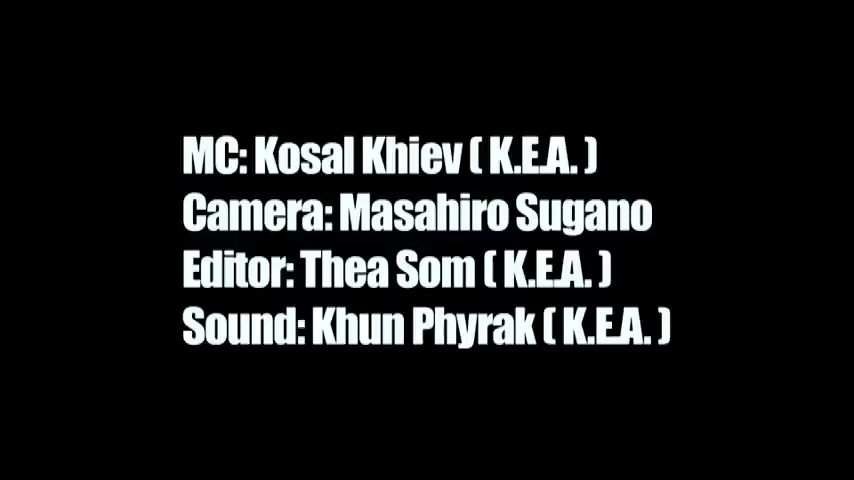 MC: Kosal Khiev ( K.E.A. )
Camera: Masahiro Sugano
Editor: Thea Som ( K.E.A. )
Sound: Khun Phyrak ( K.E.A. )